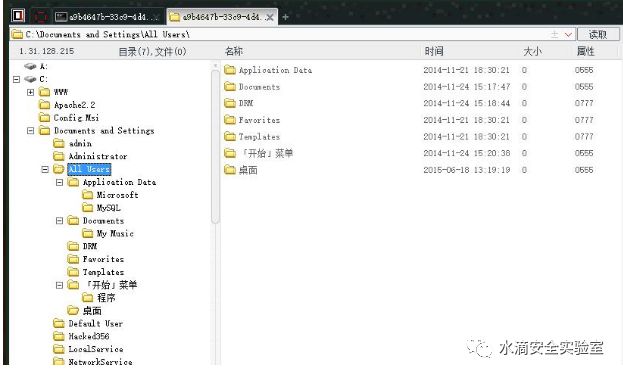 a9b4647b-33c9-4d4... a9b4647b-33c9-4d4...
C:\Documents and Settings\All Users\ 读取
1.31.128.215 目录(7),文件(0) 名称 时间 大小 属性
A:
C:
WWW
Apache2.2
Config.Msi
Documents and Settings
admin
Administrator
All Users
Application Data
Microsoft
MySQL
Documents
My Music
DRM
Favorites
Templates
「开始」菜单
程序
桌面
Default User
Hacked356
LocalService
NetworkService
Application Data 2014-11-21 18:30:21 0 0555
Documents 2014-11-24 15:17:47 0 0555
DRM 2014-11-24 15:18:44 0 0777
Favorites 2014-11-21 18:30:21 0 0777
Templates 2014-11-21 18:30:21 0 0777
「开始」菜单 2014-11-24 15:20:38 0 0555
桌面 2015-06-18 13:19:19 0 0555
水滴安全实验室